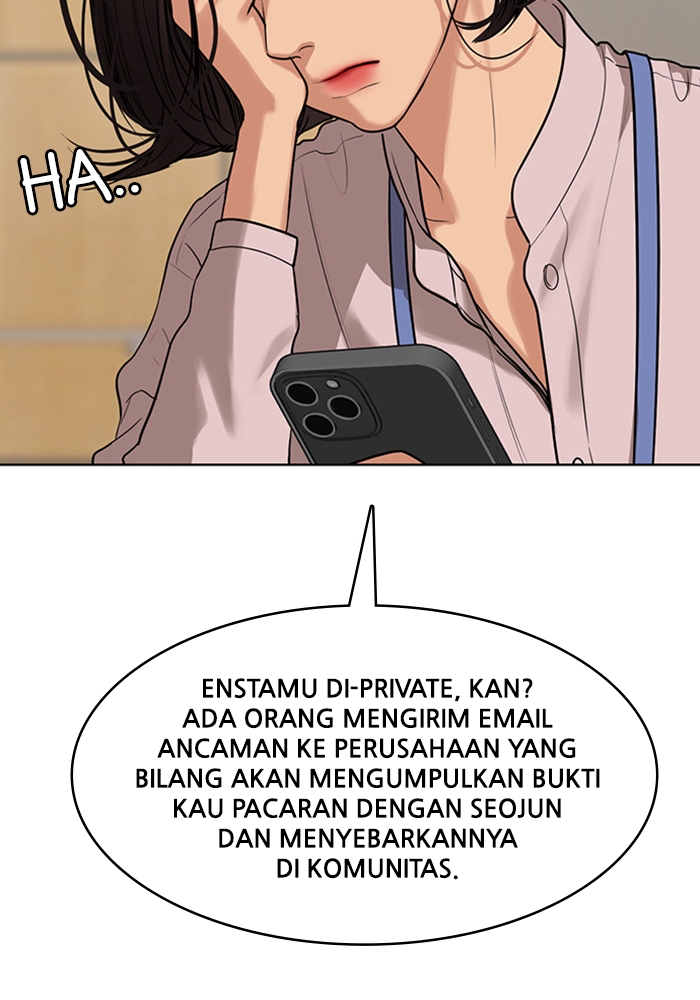 HA..
ENSTAMU DI-PRIVATE, KAN?
ADA ORANG MENGIRIM EMAIL
ANCAMAN KE PERUSAHAAN YANG
BILANG AKAN MENGUMPULKAN BUKTI
KAU PACARAN DENGAN SEOJUN
DAN MENYEBARKANNYA
DI KOMUNITAS.